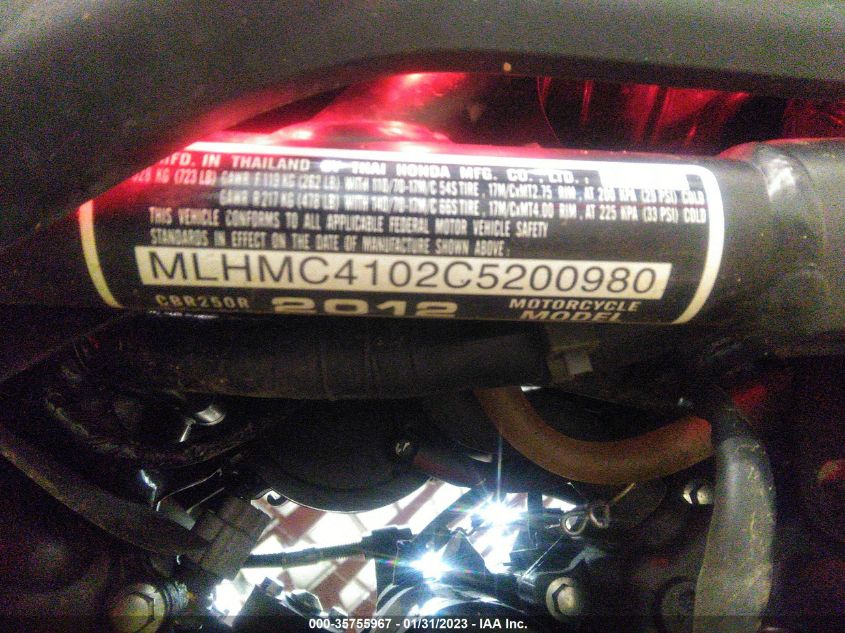 MFD. IN THAILAND BY THAI HONDA MFG. CO., LTD.
328 KG (723 LB) GAWR F 119 KG (262 LB) WITH 110/70-17M/C 54S TIRE, 17M/CxMT2.75 RIM, AT 200 KPA (29 PSI) COLD
GAWR R 217 KG (478 LB) WITH 140/70-17M/C 66S TIRE, 17M/CxMT4.00 RIM, AT 225 KPA (33 PSI) COLD
THIS VEHICLE CONFORMS TO ALL APPLICABLE FEDERAL MOTOR VEHICLE SAFETY
STANDARDS IN EFFECT ON THE DATE OF MANUFACTURE SHOWN ABOVE.
MLHMC4102C5200980
CBR250R 2012 MOTORCYCLE
MODEL
000-35755967 / 01/31/2023 - IAA Inc.